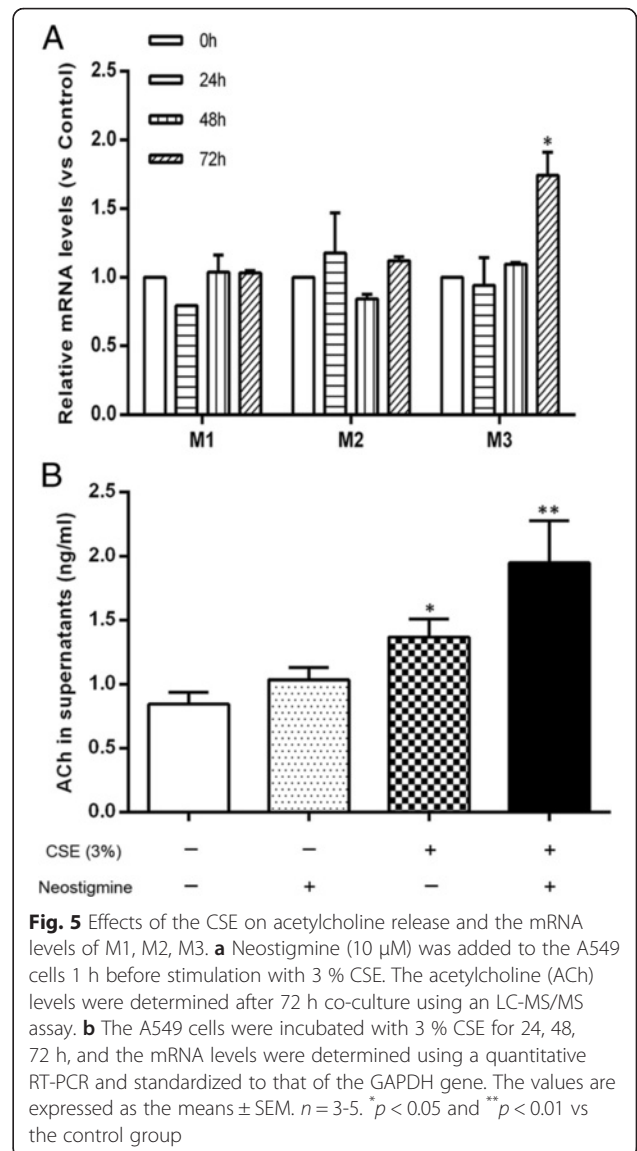 A
0h
24h
48h
72h
Relative mRNA levels (vs Control)
2.5
2.0
1.5
1.0
0.5
0.0
*
M1 M2 M3
B
ACh in supernatants (ng/ml)
2.5
2.0
1.5
1.0
0.5
0.0
*
**
CSE (3%) – – + +
Neostigmine – + – +
Fig. 5 Effects of the CSE on acetylcholine release and the mRNA
levels of M1, M2, M3. a Neostigmine (10 μM) was added to the A549
cells 1 h before stimulation with 3 % CSE. The acetylcholine (ACh)
levels were determined after 72 h co-culture using an LC-MS/MS
assay. b The A549 cells were incubated with 3 % CSE for 24, 48,
72 h, and the mRNA levels were determined using a quantitative
RT-PCR and standardized to that of the GAPDH gene. The values are
expressed as the means ± SEM. n = 3-5. *p < 0.05 and **p < 0.01 vs
the control group